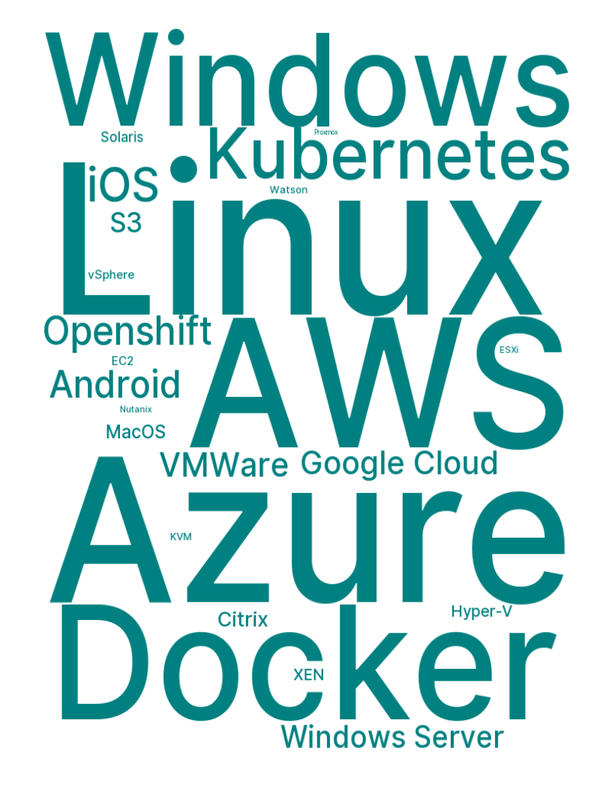 Windows
Solaris
Proxmox
Kubernetes
iOS
Watson
S3
Linux
vSphere
Openshift
AWS
ESXi
EC2
Android
Nutanix
MacOS
VMWare
Google Cloud
Azure
KVM
Hyper-V
Citrix
Docker
XEN
Windows Server